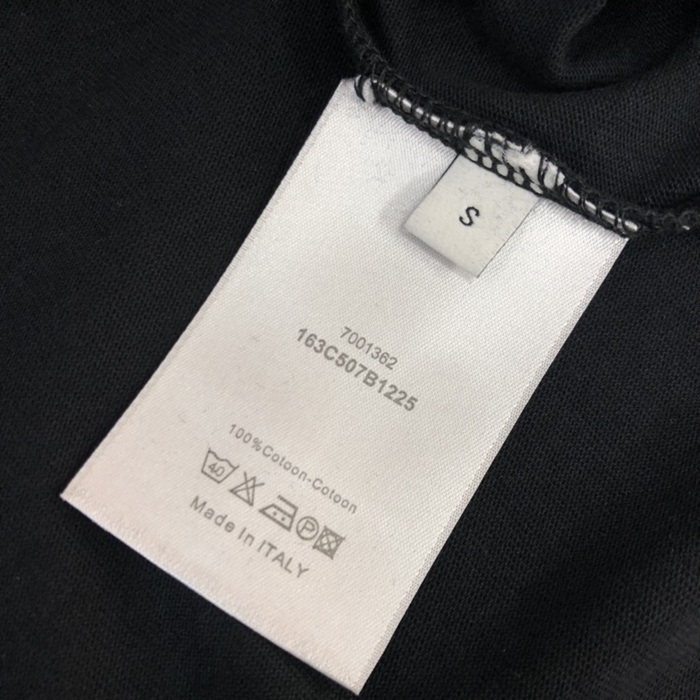 S
7001362
163C507B1225
100%Cotoon-Cotoon
40 P
Made In ITALY